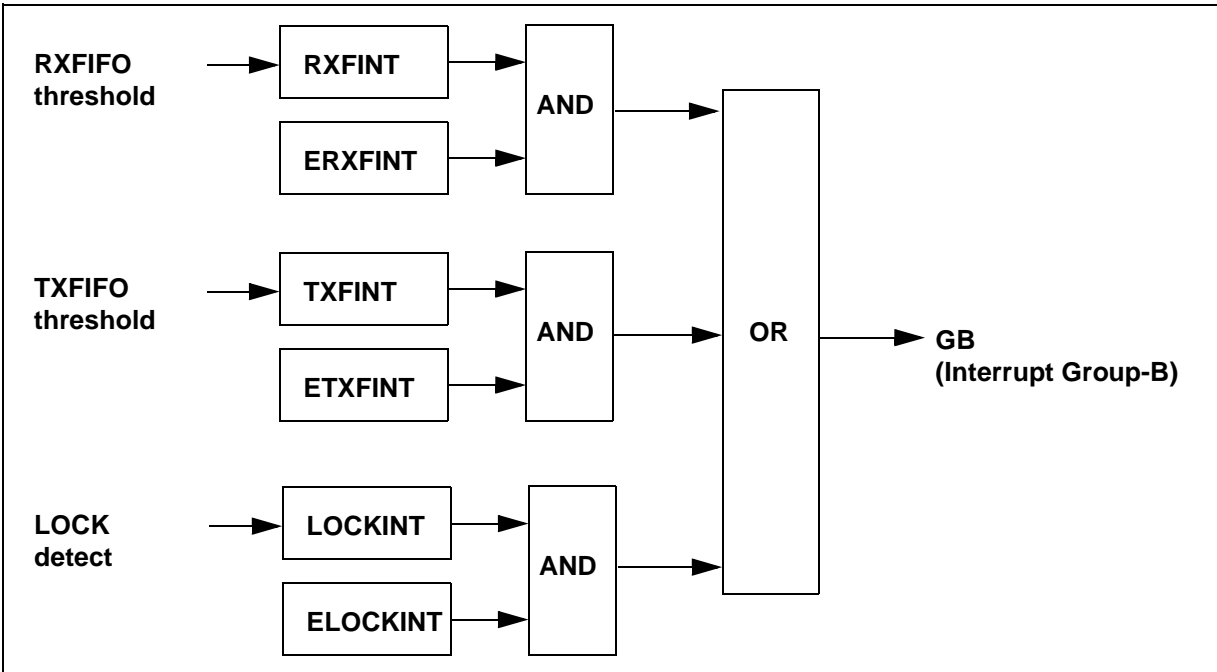 RXFIFO
threshold
RXFINT
ERXFINT
AND
TXFIFO
threshold
TXFINT
ETXFINT
AND
LOCK
detect
LOCKINT
ELOCKINT
AND
OR
GB
(Interrupt Group-B)